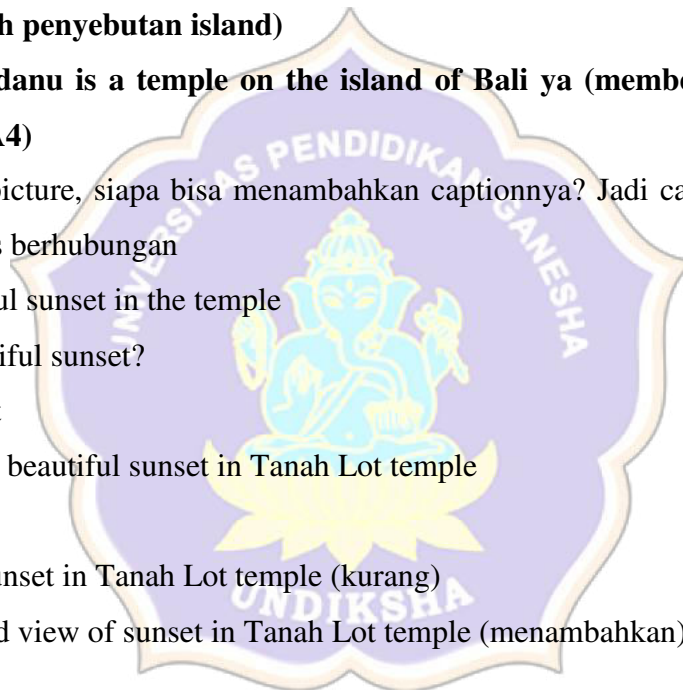 h penyebutan island)
danu is a temple on the island of Bali ya (membe
A4)
picture, siapa bisa menambahkan captionnya? Jadi ca
s berhubungan
ul sunset in the temple
iful sunset?
beautiful sunset in Tanah Lot temple
unset in Tanah Lot temple (kurang)
d view of sunset in Tanah Lot temple (menambahkan)
UNIVERSITAS PENDIDIKAN GANESHA
UNDIKSHA